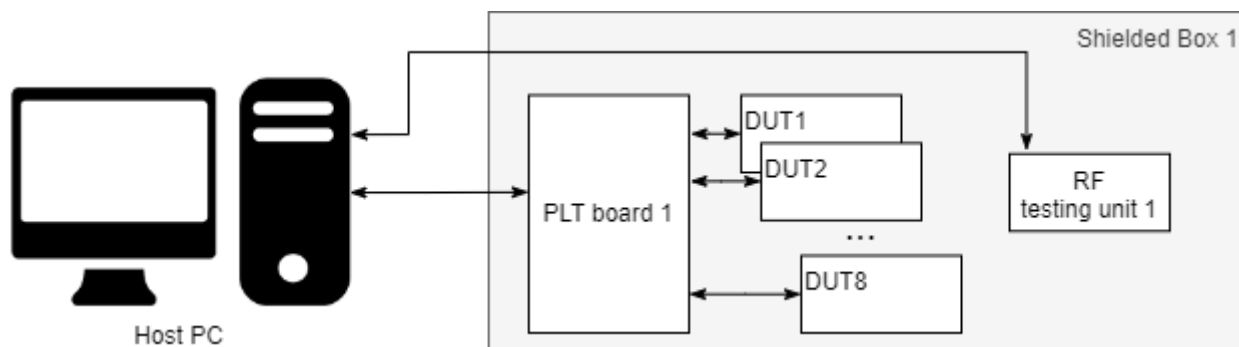 Shielded Box 1
DUT1
DUT2
PLT board 1
RF
testing unit 1
...
DUT8
Host PC